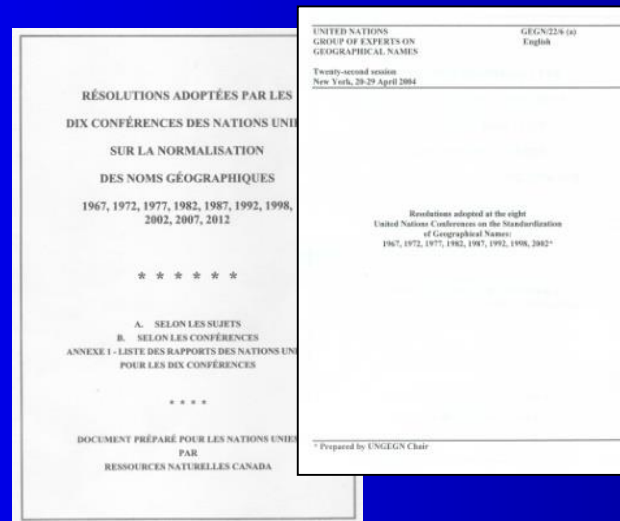 RÉSOLUTIONS ADOPTÉES PAR LES
DIX CONFÉRENCES DES NATIONS
SUR LA NORMALISATION
DES NOMS GÉOGRAPHIQUES
1967, 1972, 1977, 1982, 1987, 1992, 1998,
2002, 2007, 2012
* * * * * *
A. SELON LES SUJETS
B. SELON LES CONFÉRENCES
ANNEXE 1 - LISTE DES RAPPORTS DES NATIONS
POUR LES DIX CONFÉRENCES
* * * *
DOCUMENT PRÉPARÉ POUR LES NATIONS
PAR
RESSOURCES NATURELLES CANADA
UNITED NATIONS GEGN/22/6 (a)
GROUP OF EXPERTS ON English
GEOGRAPHICAL NAMES
Twenty-second session
New York, 20-29 April 2004
Resolutions adopted at the eight
United Nations Conferences on the Standardization
of Geographical Names:
1967, 1972, 1977, 1982, 1987, 1992, 1998, 2002*
* Prepared by UNGEGN Chair